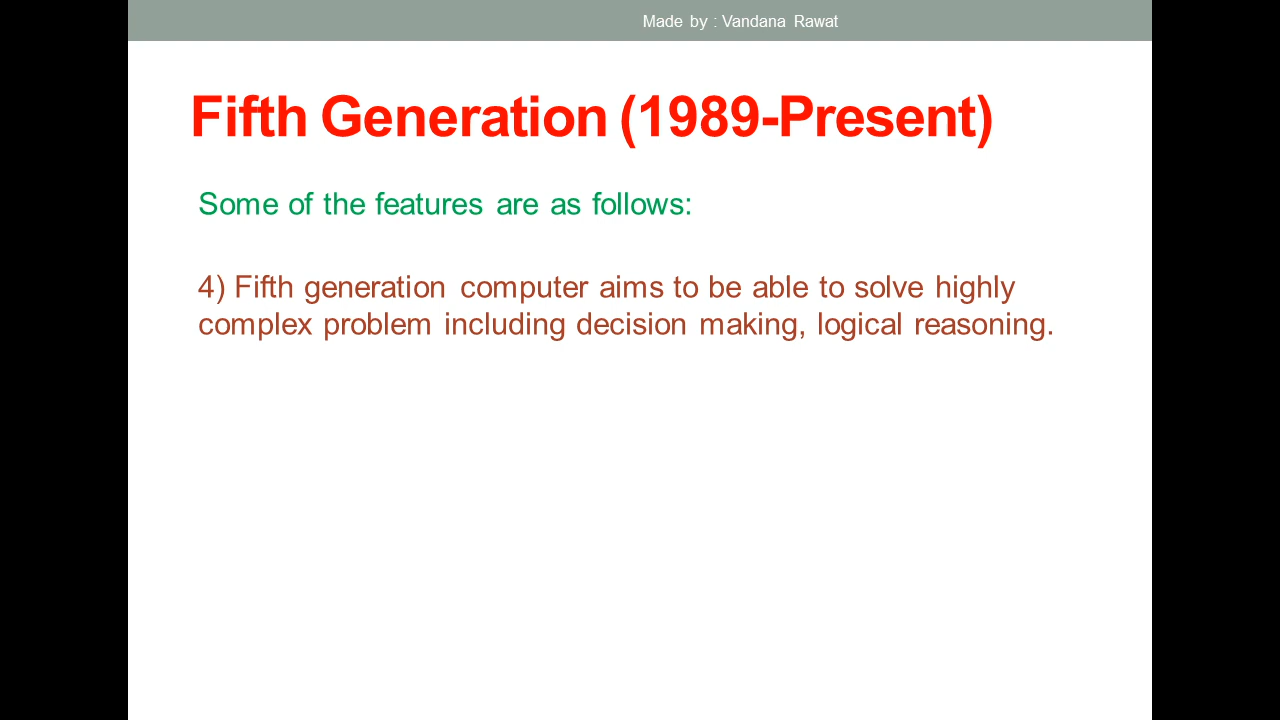 Made by : Vandana Rawat
Fifth Generation (1989-Present)
Some of the features are as follows:
4) Fifth generation computer aims to be able to solve highly
complex problem including decision making, logical reasoning.